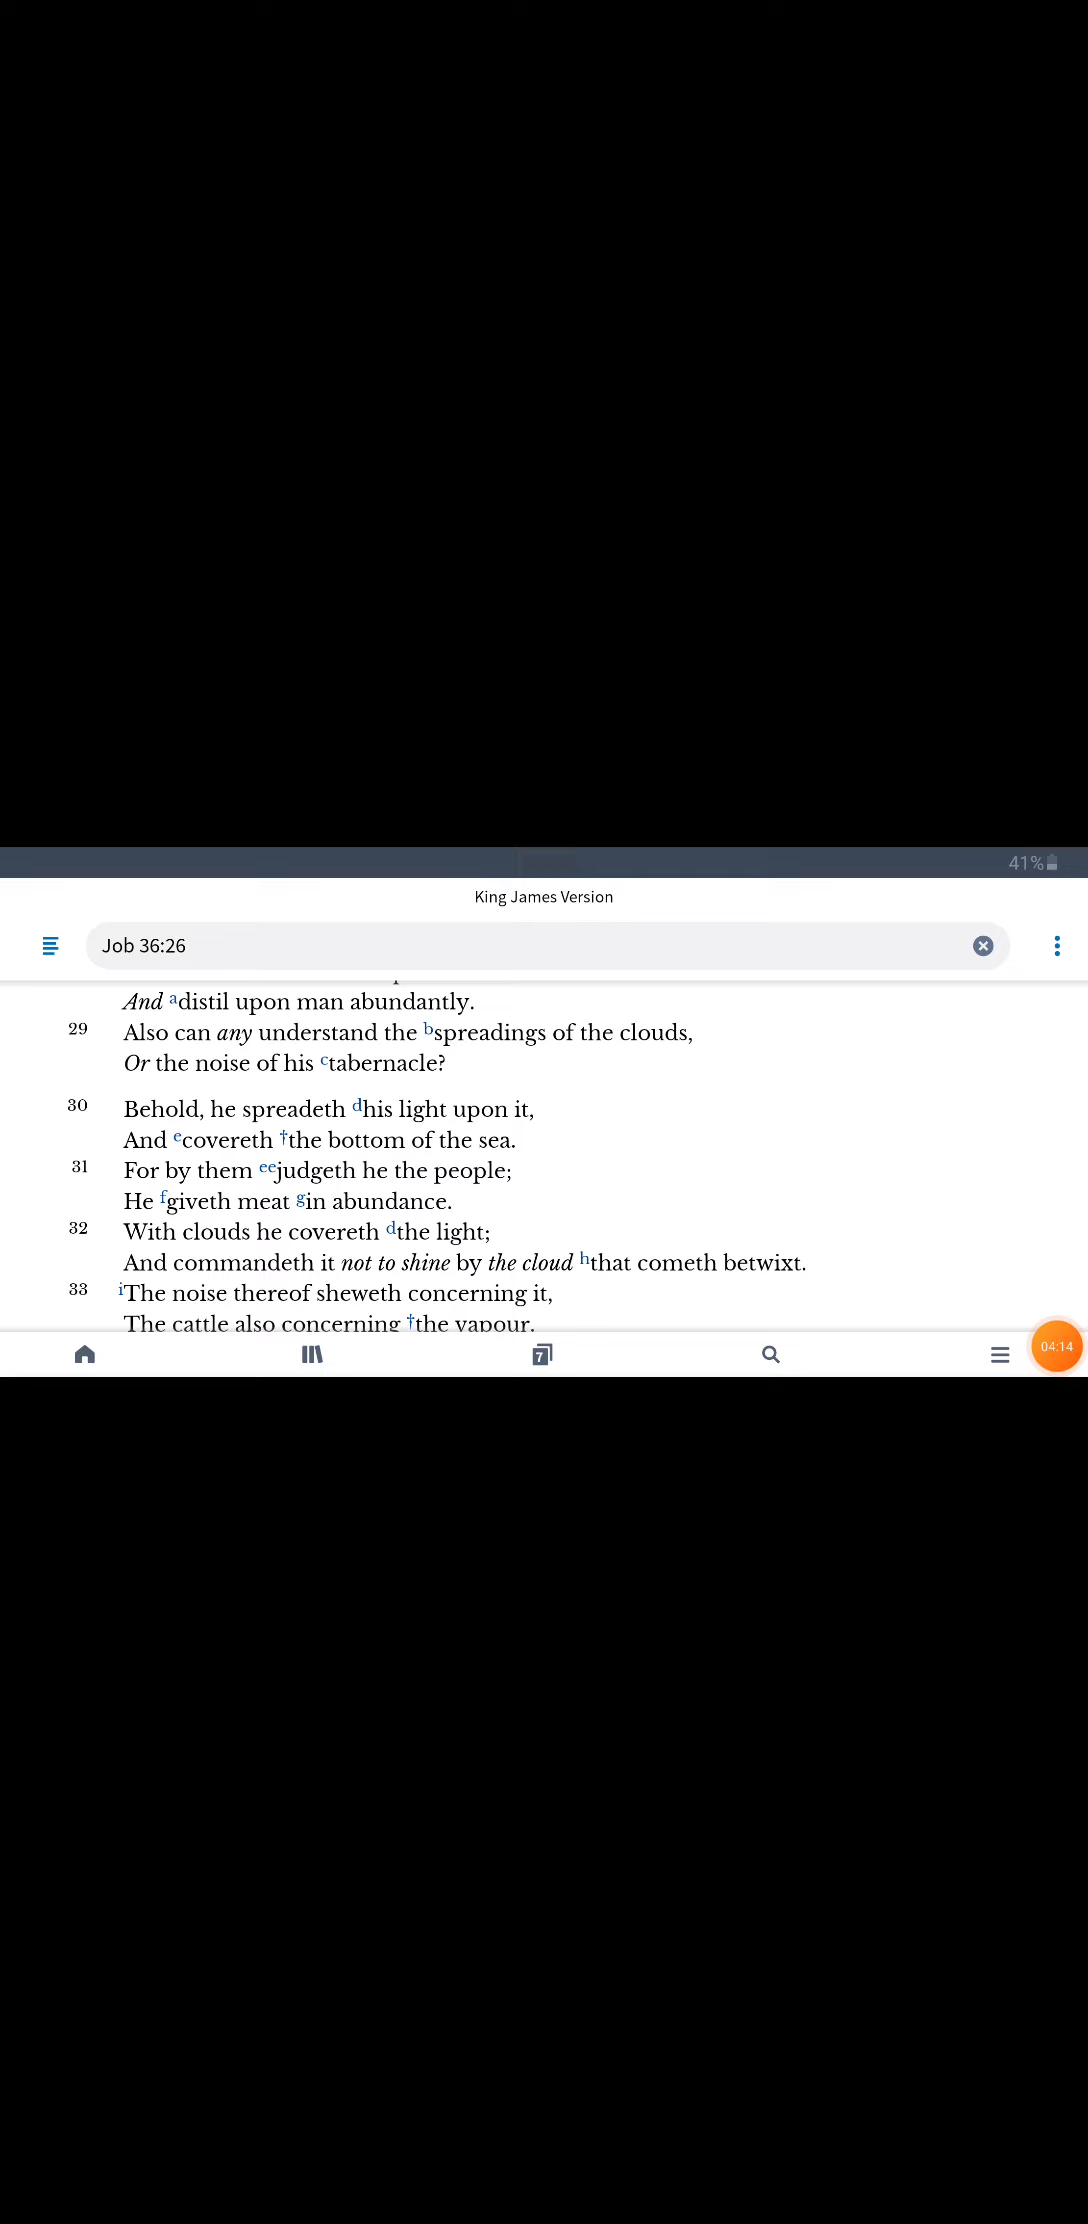 41%
King James Version
Job 36:26
And adistil upon man abundantly.
29 Also can any understand the bspreadings of the clouds,
Or the noise of his ctabernacle?
30 Behold, he spreadeth dhis light upon it,
And ecovereth †the bottom of the sea.
31 For by them eejudgeth he the people;
He fgiveth meat gin abundance.
32 With clouds he covereth dthe light;
And commandeth it not to shine by the cloud hthat cometh betwixt.
33 iThe noise thereof sheweth concerning it,
The cattle also concerning †the vapour.
7
04:14